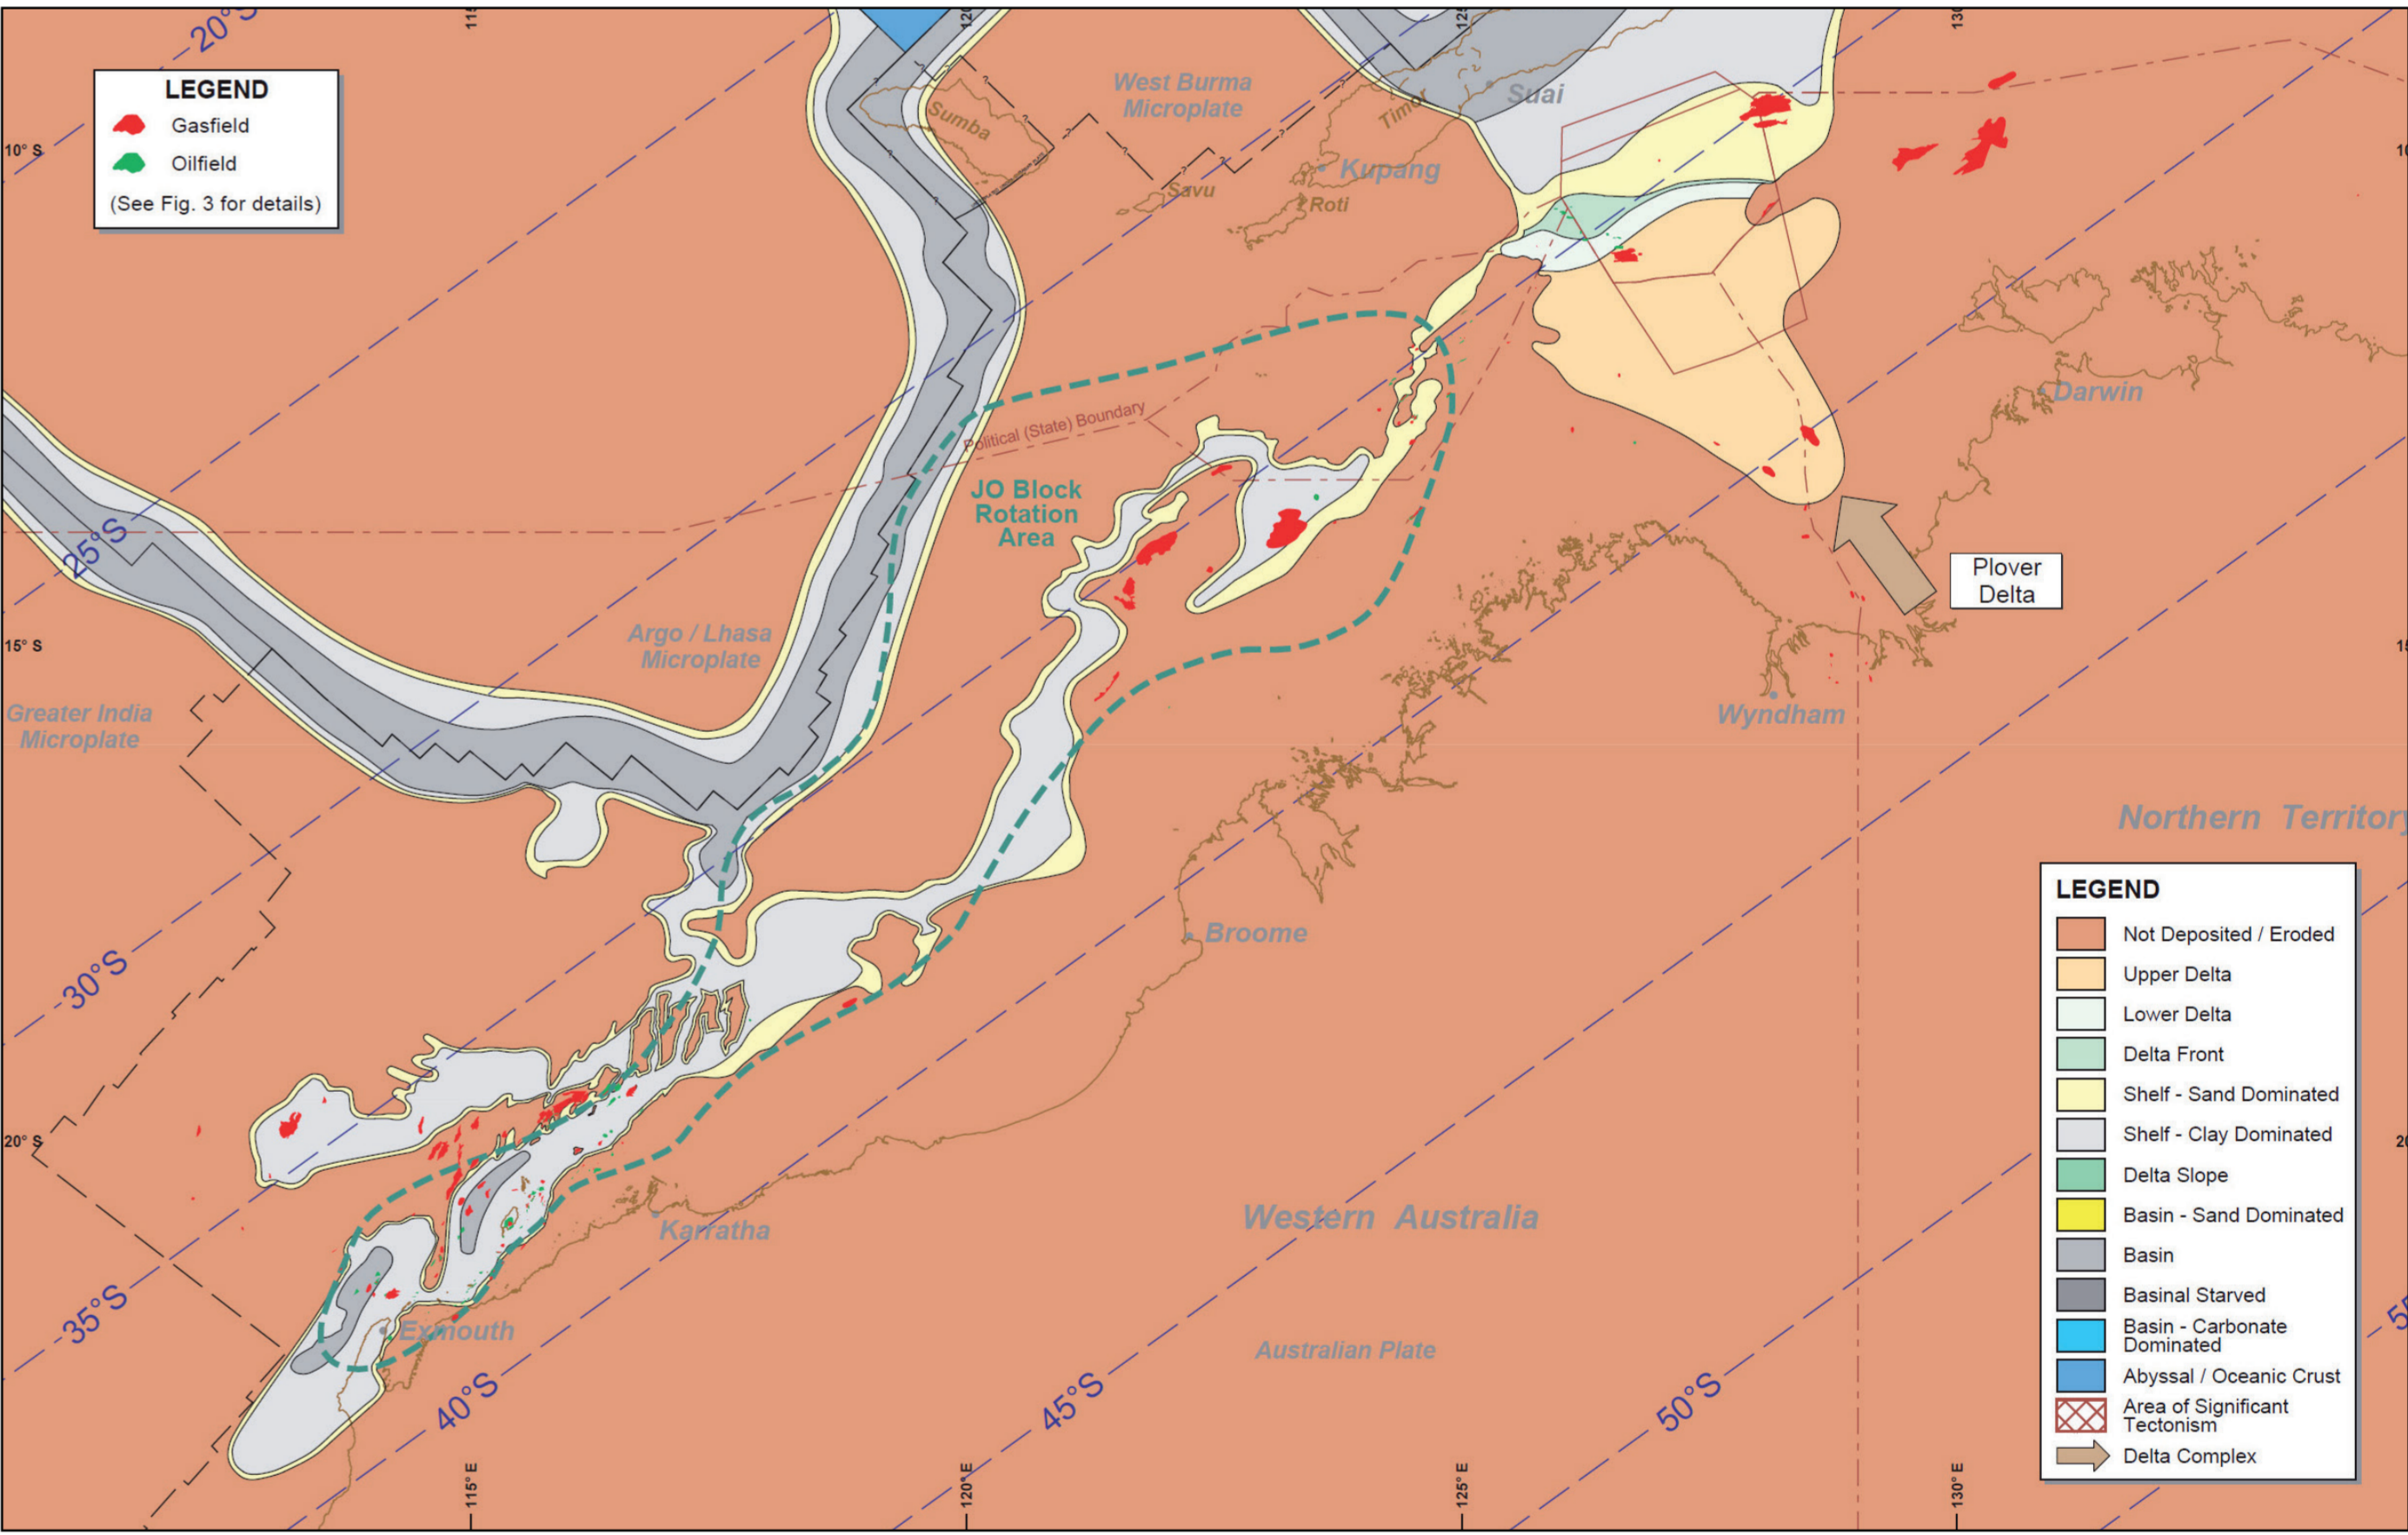 20°S
115
120
125
130
LEGEND
Gasfield
Oilfield
(See Fig. 3 for details)
10° S
10
West Burma
Microplate
Sumba
Savu
Timor
Suai
Kupang
Roti
Political (State) Boundary
JO Block
Rotation
Area
Darwin
Plover
Delta
25°S
15° S
15
Argo / Lhasa
Microplate
Greater India
Microplate
Wyndham
Northern Territory
Broome
30°S
20° S
20
Karratha
Western Australia
35°S
Exmouth
Australian Plate
40°S
45°S
50°S
55
115° E
120° E
125° E
130° E
LEGEND
Not Deposited / Eroded
Upper Delta
Lower Delta
Delta Front
Shelf - Sand Dominated
Shelf - Clay Dominated
Delta Slope
Basin - Sand Dominated
Basin
Basinal Starved
Basin - Carbonate
Dominated
Abyssal / Oceanic Crust
Area of Significant
Tectonism
Delta Complex